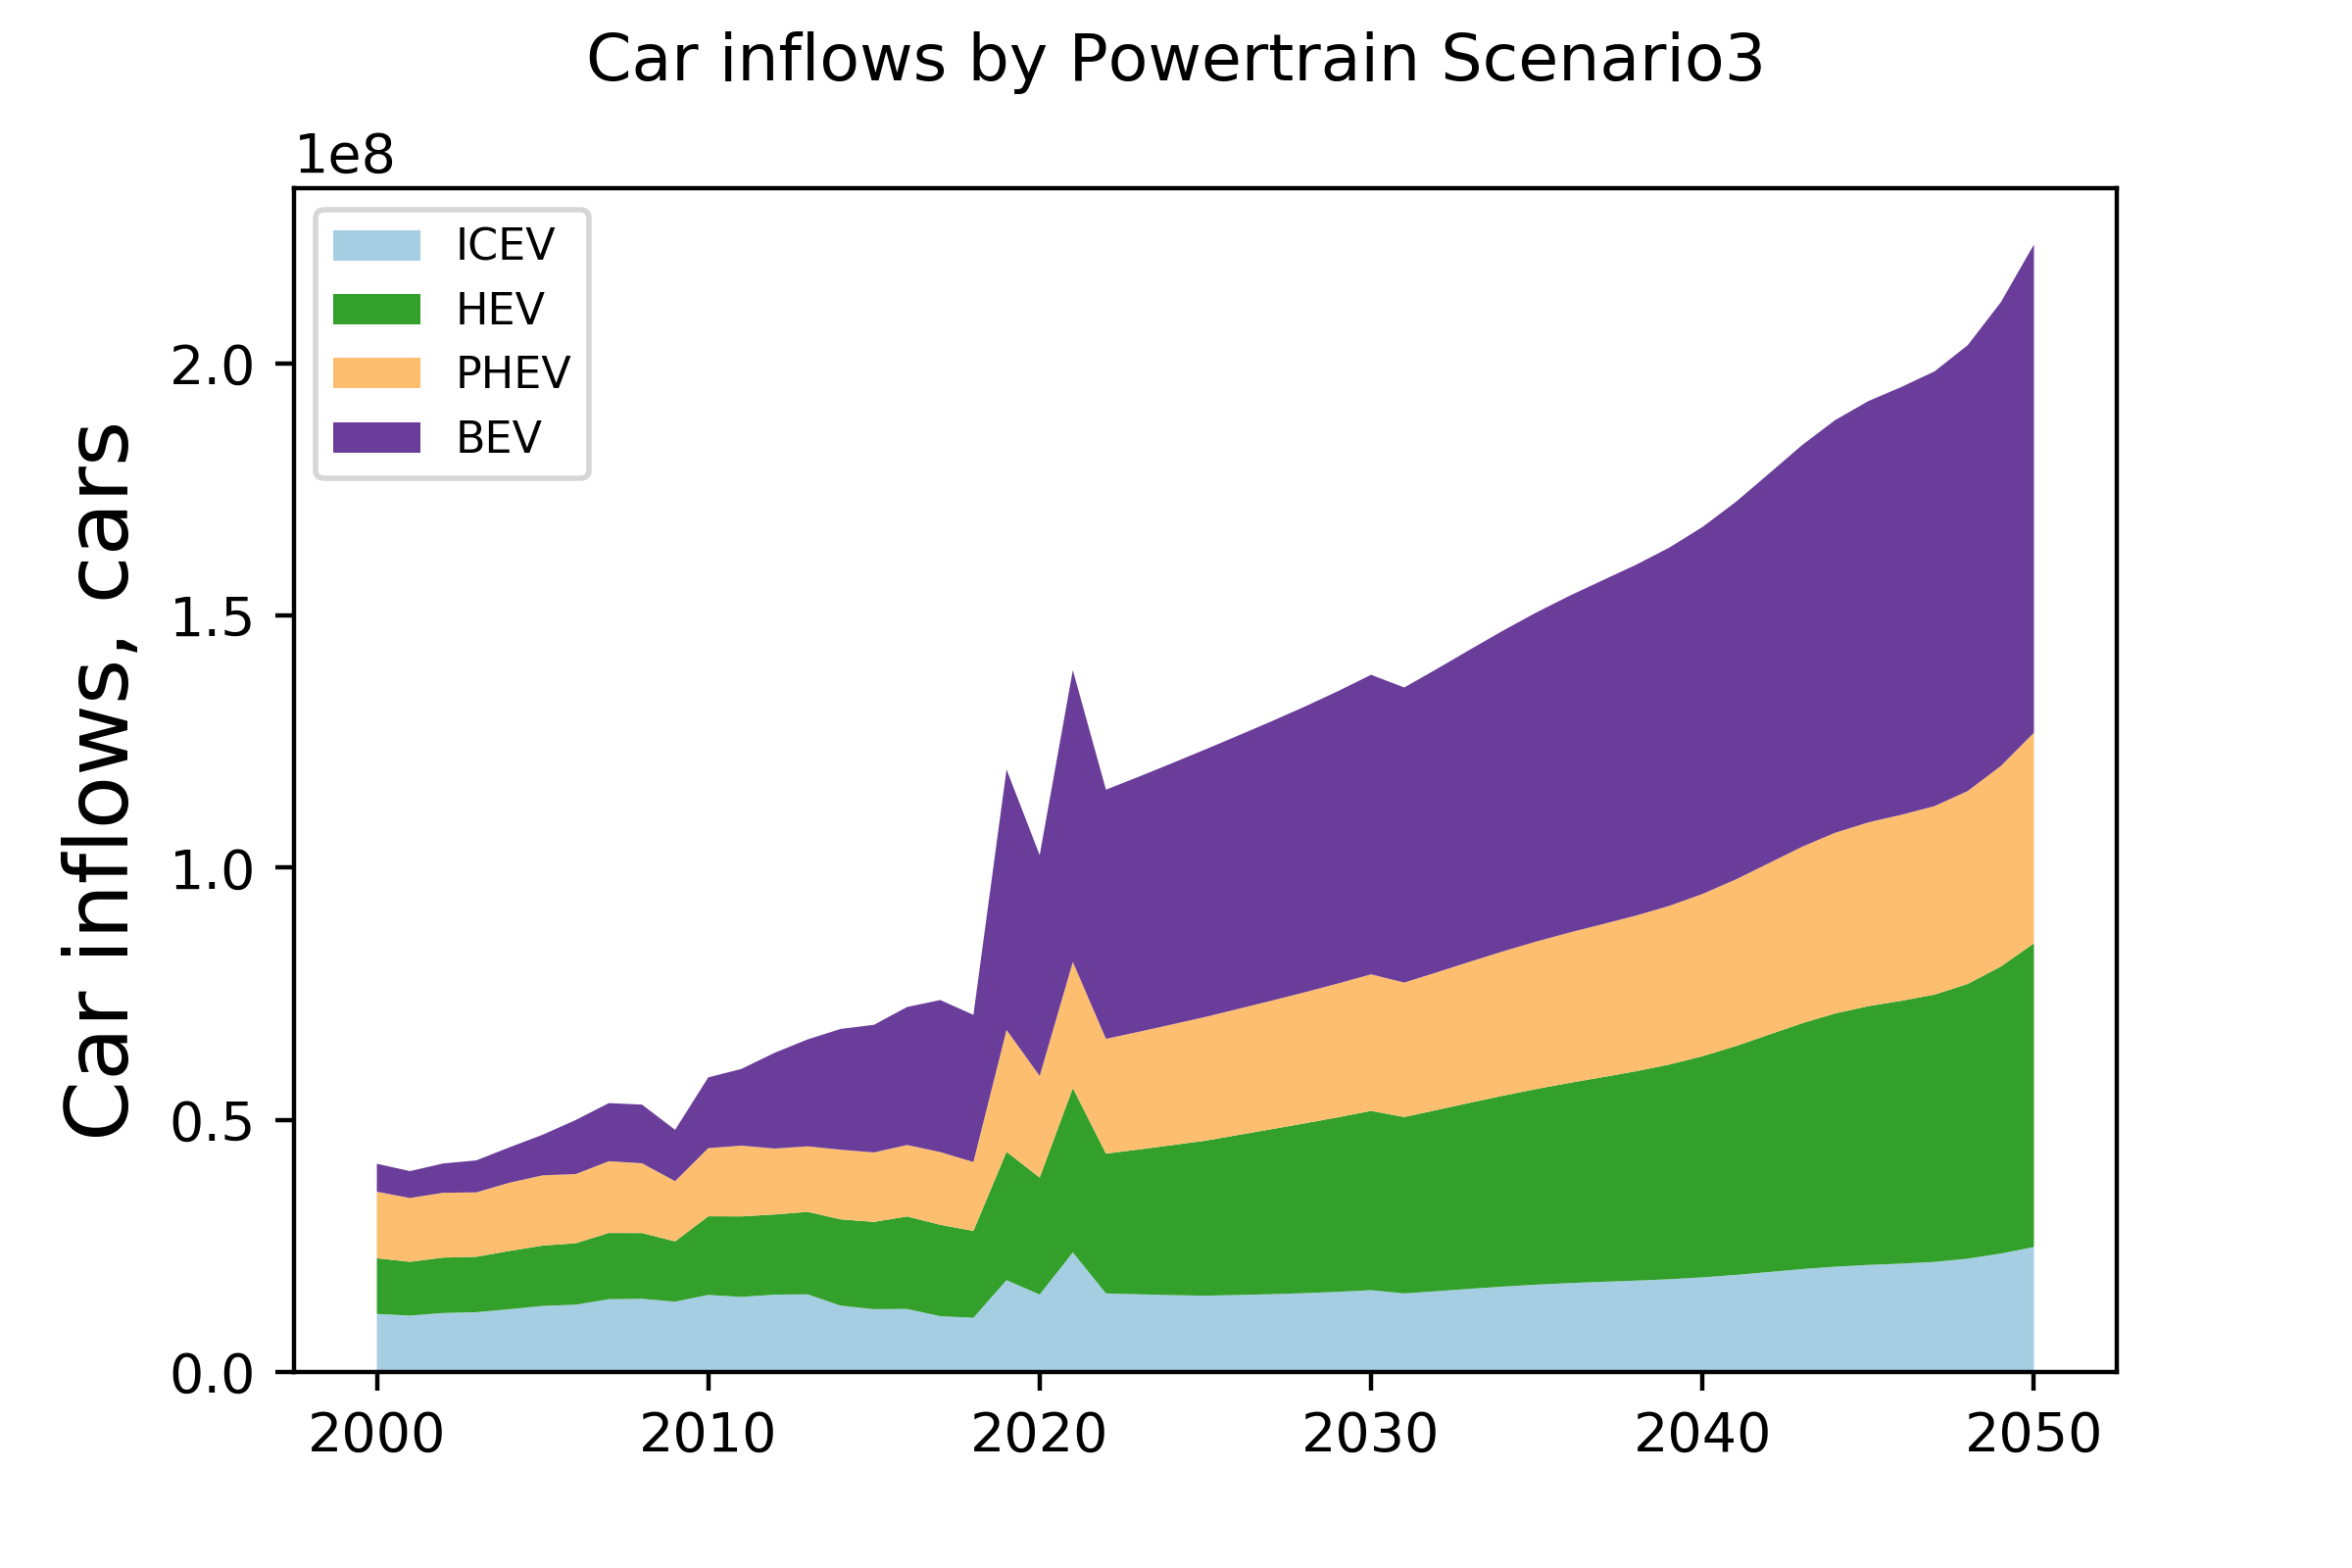 Car inflows by Powertrain Scenario3
1e8
ICEV
HEV
PHEV
BEV
Car inflows, cars
2.0
1.5
1.0
0.5
0.0
2000 2010 2020 2030 2040 2050